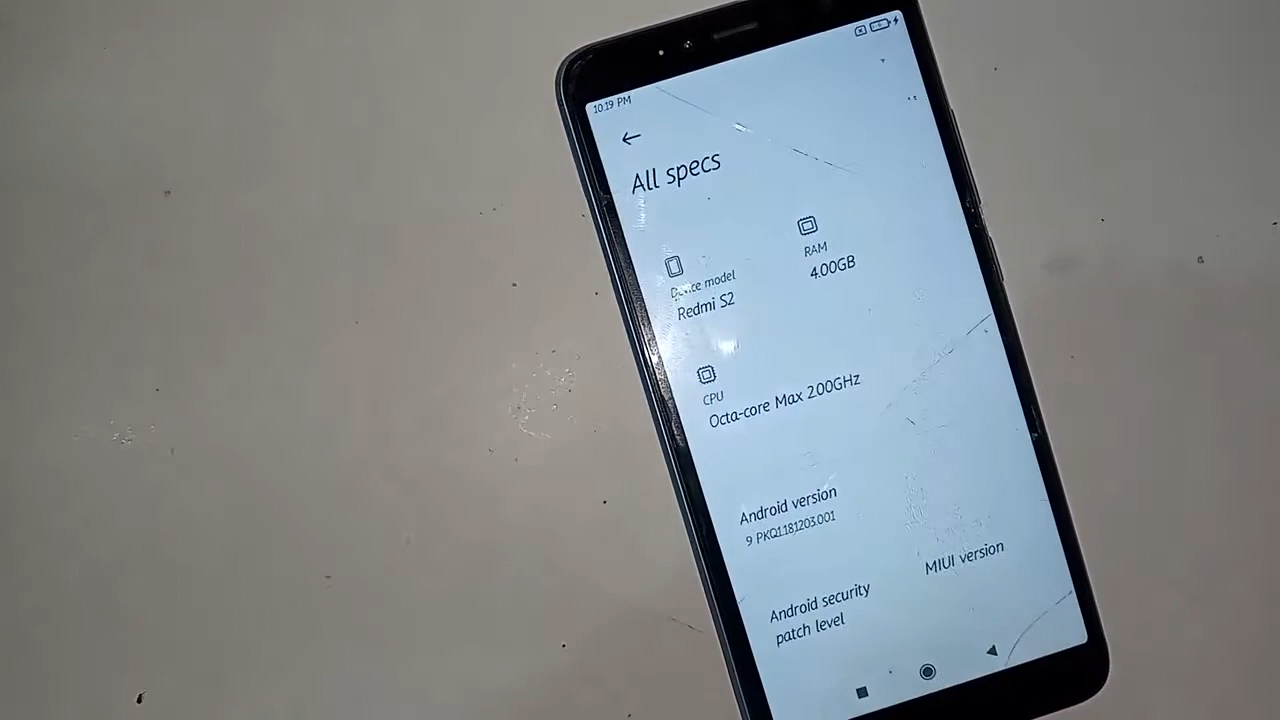 10:19 PM
All specs
Device model
Redmi S2
RAM
4.00GB
CPU
Octa-core Max 2.00GHz
Android version
9 PKQ1.181203.001
MIUI version
Android security
patch level